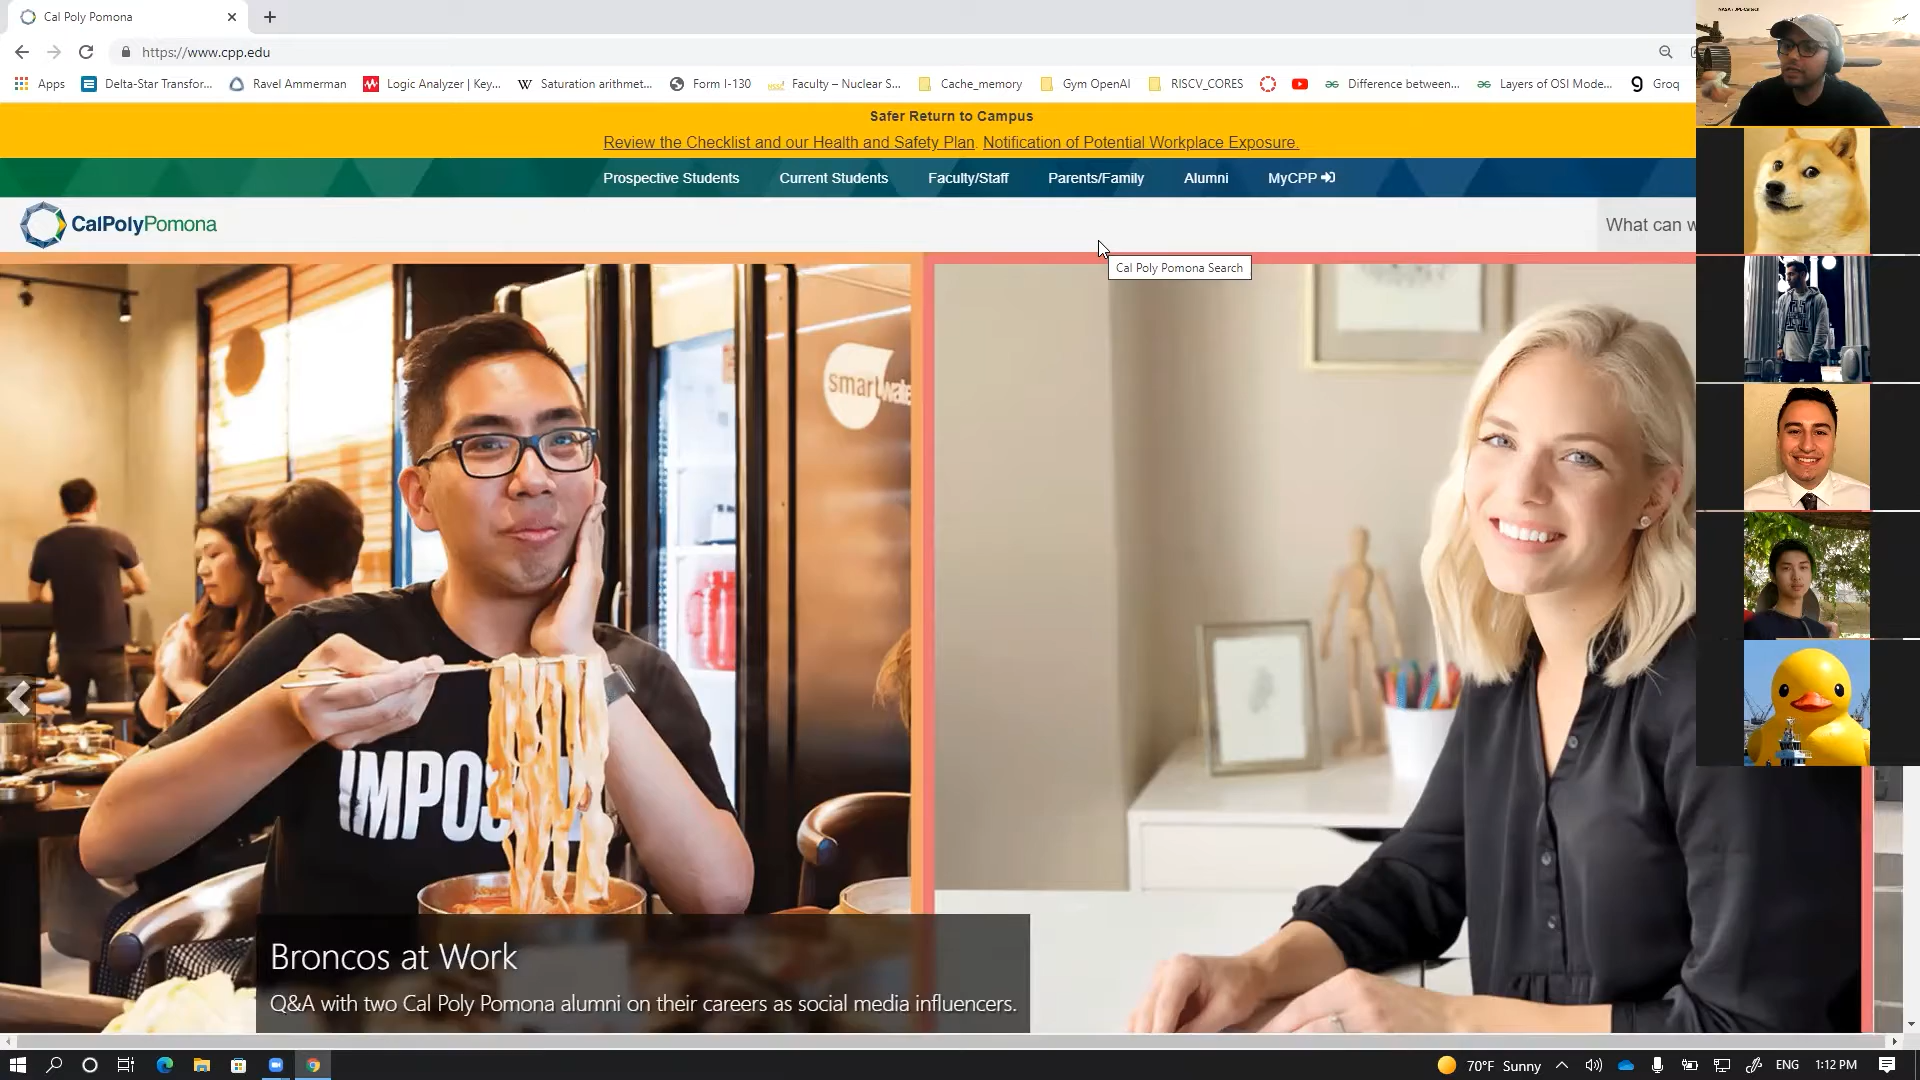 Cal Poly Pomona
https://www.cpp.edu
Apps
Delta-Star Transfor...
Ravel Ammerman
Logic Analyzer | Key...
Saturation arithmet...
Form I-130
Faculty – Nuclear S...
Cache_memory
Gym OpenAI
RISCV_CORES
Difference between...
Layers of OSI Mode...
Groq
Safer Return to Campus
Review the Checklist and our Health and Safety Plan. Notification of Potential Workplace Exposure.
Prospective Students
Current Students
Faculty/Staff
Parents/Family
Alumni
MyCPP
CalPolyPomona
What can w
Cal Poly Pomona Search
smartwater
IMPO
Broncos at Work
Q&A with two Cal Poly Pomona alumni on their careers as social media influencers.
70°F Sunny
ENG
1:12 PM